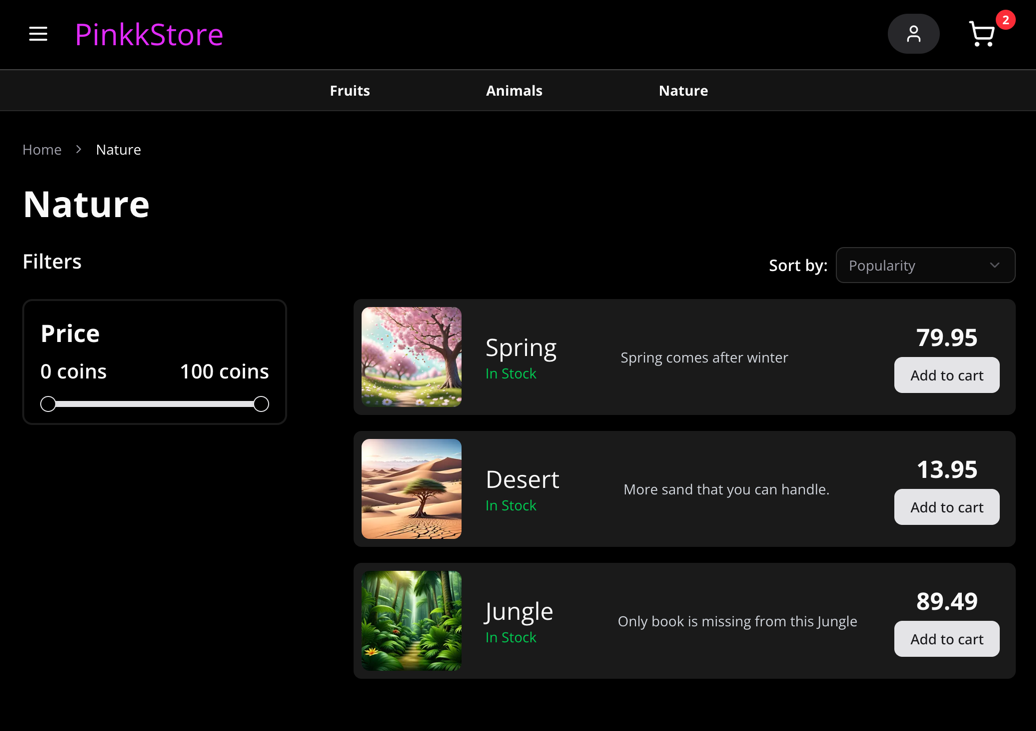 PinkkStore
2
Fruits Animals Nature
Home > Nature
Nature
Filters
Sort by: Popularity
Price
0 coins 100 coins
Spring
In Stock
Spring comes after winter
79.95
Add to cart
Desert
In Stock
More sand that you can handle.
13.95
Add to cart
Jungle
In Stock
Only book is missing from this Jungle
89.49
Add to cart